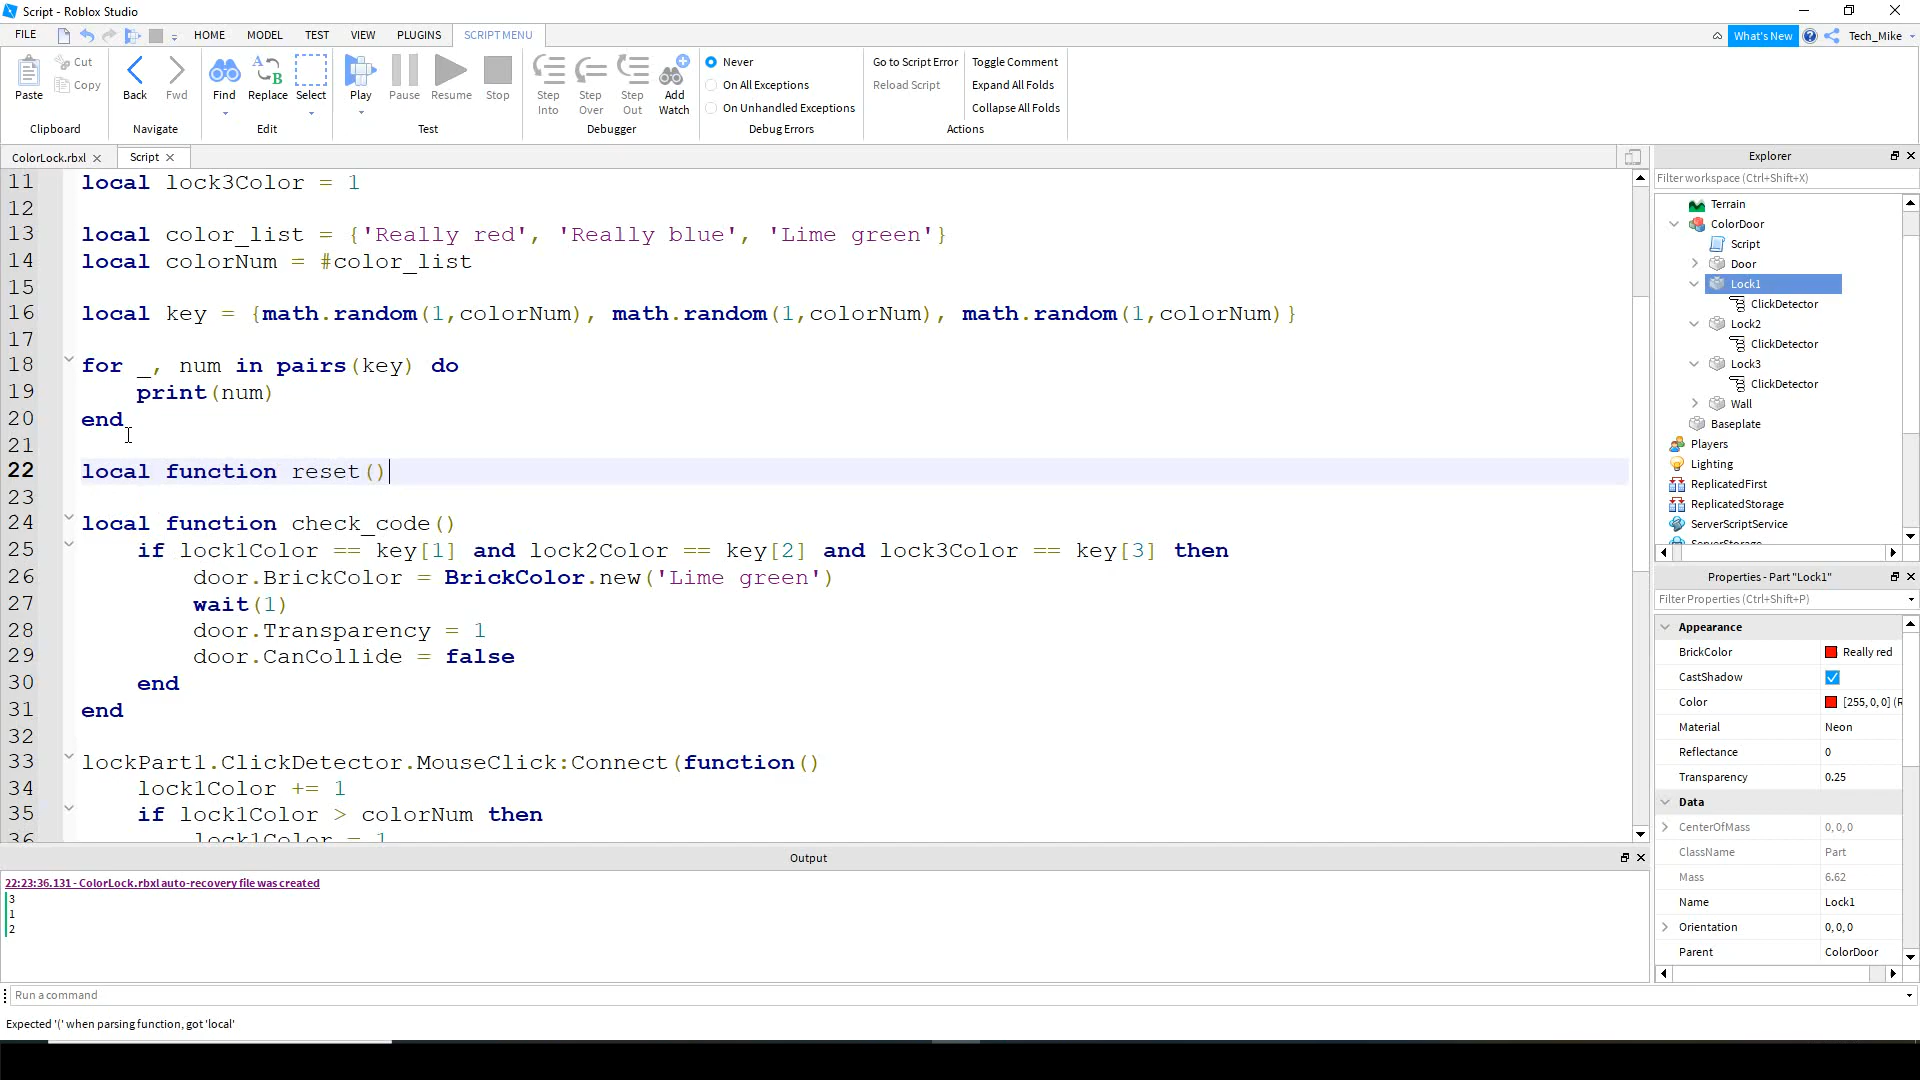 Script - Roblox Studio
FILE HOME MODEL TEST VIEW PLUGINS SCRIPT MENU What's New Tech_Mike
Paste Cut Copy Back Fwd Find Replace Select Play Pause Resume Stop Step Into Step Over Step Out Add Watch
Never
On All Exceptions
On Unhandled Exceptions
Go to Script Error
Reload Script
Toggle Comment
Expand All Folds
Collapse All Folds
Clipboard Navigate Edit Test Debugger Debug Errors Actions
ColorLock.rbxl Script
11 local lock3Color = 1
12
13 local color_list = {'Really red', 'Really blue', 'Lime green'}
14 local colorNum = #color_list
15
16 local key = {math.random(1,colorNum), math.random(1,colorNum), math.random(1,colorNum)}
17
18 for _, num in pairs(key) do
19 print(num)
20 end
21
22 local function reset()
23
24 local function check_code()
25 if lock1Color == key[1] and lock2Color == key[2] and lock3Color == key[3] then
26 door.BrickColor = BrickColor.new('Lime green')
27 wait(1)
28 door.Transparency = 1
29 door.CanCollide = false
30 end
31 end
32
33 lockPart1.ClickDetector.MouseClick:Connect(function()
34 lock1Color += 1
35 if lock1Color > colorNum then
36 lock1Color = 1
Output
22:23:36.131 - ColorLock.rbxl auto-recovery file was created
3
1
2
Run a command
Expected '(' when parsing function, got 'local'
Explorer
Filter workspace (Ctrl+Shift+X)
Terrain
ColorDoor
Script
Door
Lock1
ClickDetector
Lock2
ClickDetector
Lock3
ClickDetector
Wall
Baseplate
Players
Lighting
ReplicatedFirst
ReplicatedStorage
ServerScriptService
ServerStorage
Properties - Part "Lock1"
Filter Properties (Ctrl+Shift+P)
Appearance
BrickColor Really red
CastShadow
Color [255, 0, 0] (R
Material Neon
Reflectance 0
Transparency 0.25
Data
CenterOfMass 0, 0, 0
ClassName Part
Mass 6.62
Name Lock1
Orientation 0, 0, 0
Parent ColorDoor